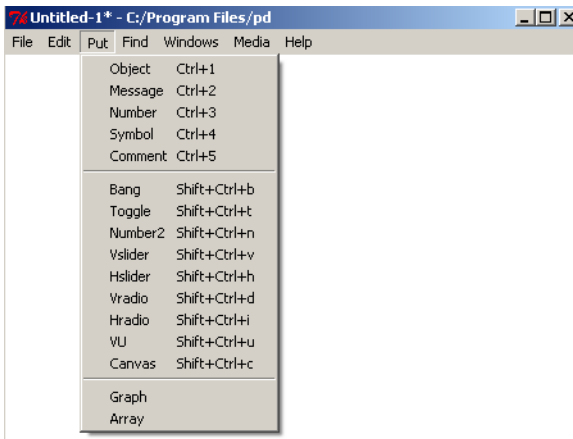 Untitled-1* - C:/Program Files/pd
File Edit Put Find Windows Media Help
Object Ctrl+1
Message Ctrl+2
Number Ctrl+3
Symbol Ctrl+4
Comment Ctrl+5
Bang Shift+Ctrl+b
Toggle Shift+Ctrl+t
Number2 Shift+Ctrl+n
Vslider Shift+Ctrl+v
Hslider Shift+Ctrl+h
Vradio Shift+Ctrl+d
Hradio Shift+Ctrl+i
VU Shift+Ctrl+u
Canvas Shift+Ctrl+c
Graph
Array